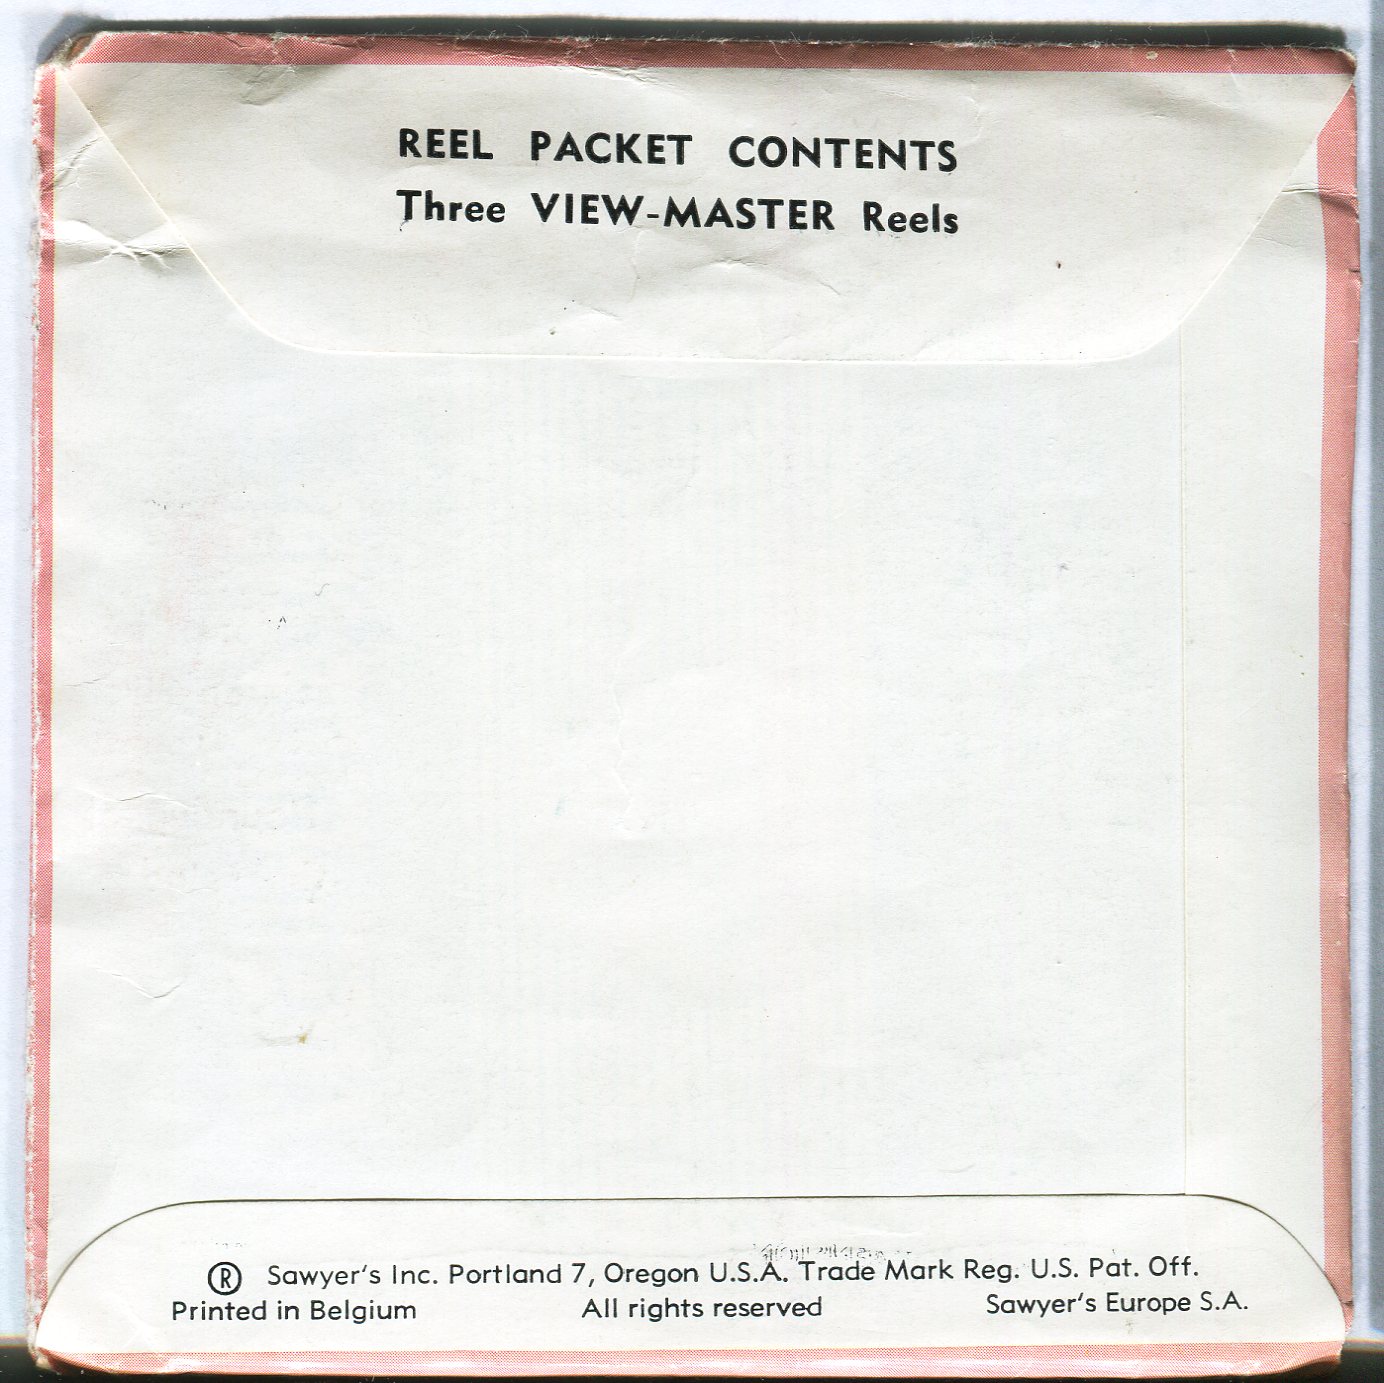 REEL PACKET CONTENTS
Three VIEW-MASTER Reels
® Sawyer's Inc. Portland 7, Oregon U.S.A. Trade Mark Reg. U.S. Pat. Off.
Printed in Belgium All rights reserved Sawyer's Europe S.A.